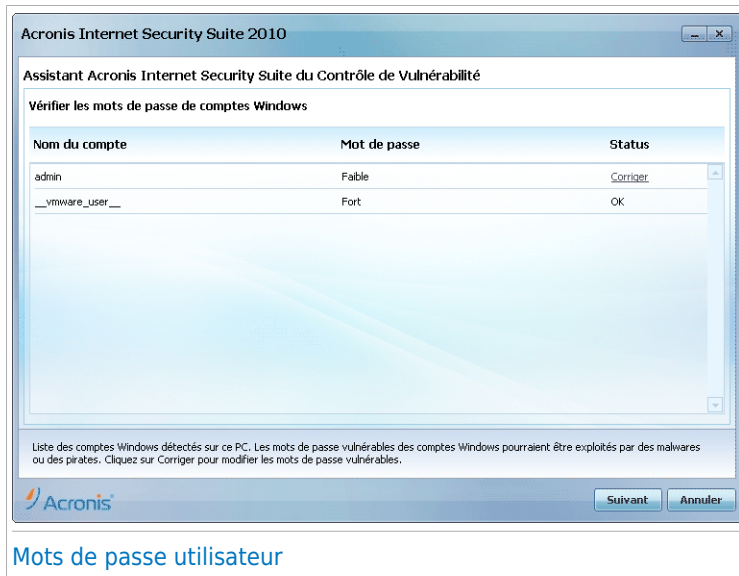 Acronis Internet Security Suite 2010
Assistant Acronis Internet Security Suite du Contrôle de Vulnérabilité
Vérifier les mots de passe de comptes Windows
Nom du compte Mot de passe Status
admin Faible Corriger
__vmware_user__ Fort OK
Liste des comptes Windows détectés sur ce PC. Les mots de passe vulnérables des comptes Windows pourraient être exploités par des malwares
ou des pirates. Cliquez sur Corriger pour modifier les mots de passe vulnérables.
Acronis
Suivant Annuler
Mots de passe utilisateur